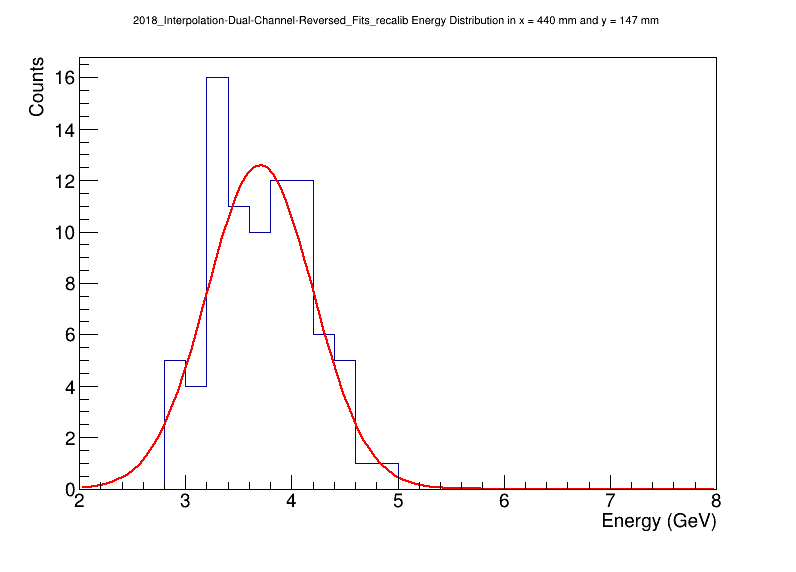 2018_Interpolation-Dual-Channel-Reversed_Fits_recalib Energy Distribution in x = 440 mm and y = 147 mm
Counts
16
14
12
10
8
6
4
2
0
2 3 4 5 6 7 8
Energy (GeV)